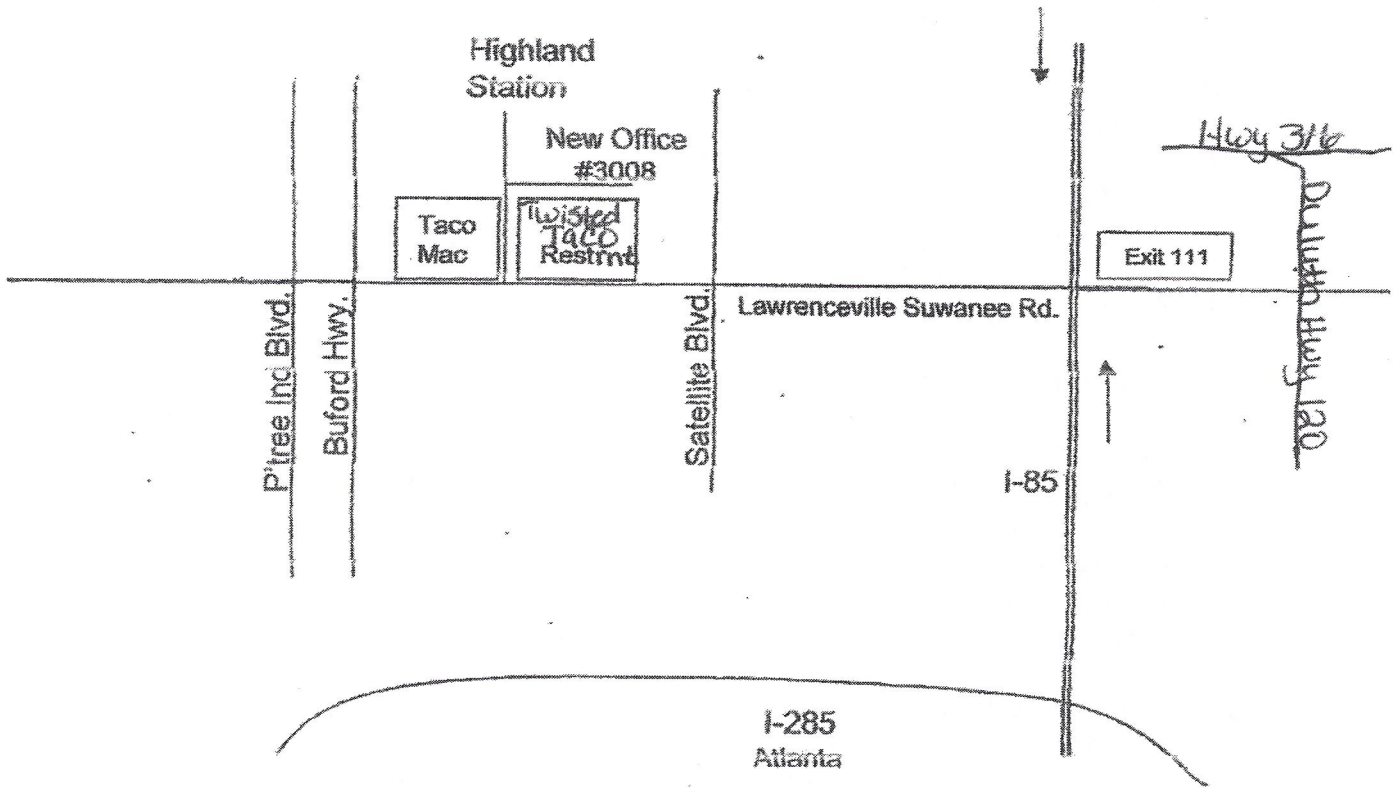 Highland
Station
New Office
#3008
Hwy 316
Taco
Mac
Twisted
Taco
Restrnt
Exit 111
Duluth Hwy 120
Lawrenceville Suwanee Rd.
P'tree Ind Blvd.
Buford Hwy.
Satellite Blvd.
I-85
I-285
Atlanta